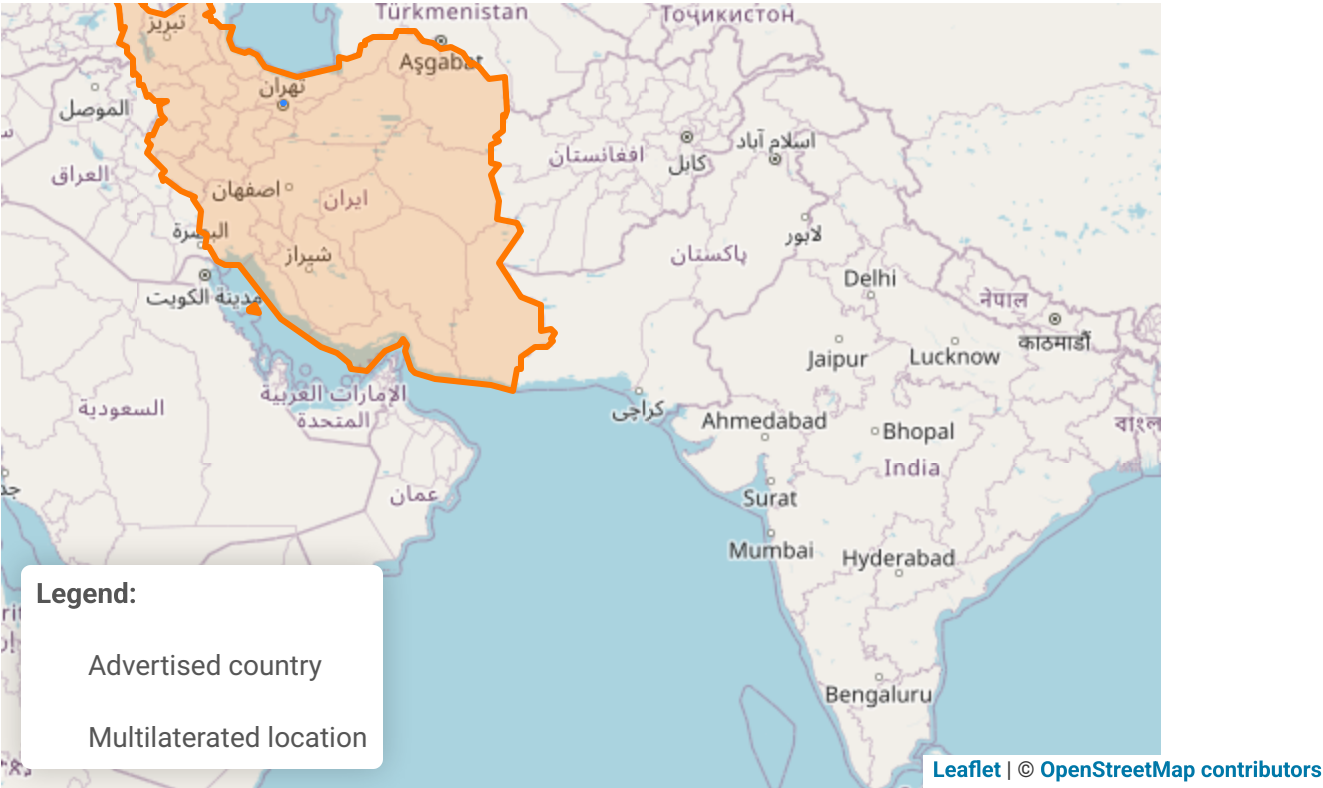 Türkmenistan
Тоҷикистон
تبریز
Aşgabat
تهران
الموصل
اسلام آباد
افغانستان
کابل
العراق
اصفهان
ایران
البصرة
لاہور
شیراز
پاکستان
Delhi
مدينة الكويت
नेपाल
काठमाडौं
Jaipur
Lucknow
الإمارات العربية
المتحدة
السعودية
کراچی
Ahmedabad
Bhopal
India
عمان
Surat
Mumbai
Hyderabad
Legend:
Advertised country
Multilaterated location
Bengaluru
Leaflet | © OpenStreetMap contributors